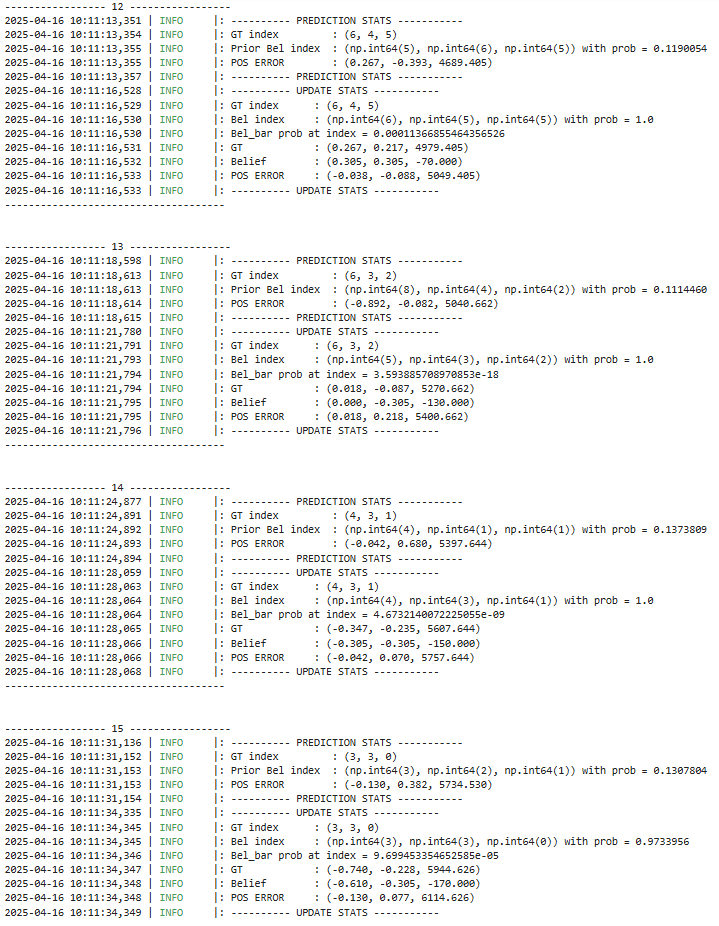 ---------------- 12 ----------------
2025-04-16 10:11:13,351 | INFO     |: ---------- PREDICTION STATS -----------
2025-04-16 10:11:13,354 | INFO     |: GT index         : (6, 4, 5)
2025-04-16 10:11:13,355 | INFO     |: Prior Bel index  : (np.int64(5), np.int64(6), np.int64(5)) with prob = 0.1190054
2025-04-16 10:11:13,355 | INFO     |: POS ERROR        : (0.267, -0.393, 4689.405)
2025-04-16 10:11:13,357 | INFO     |: ---------- PREDICTION STATS -----------
2025-04-16 10:11:16,528 | INFO     |: ---------- UPDATE STATS -----------
2025-04-16 10:11:16,529 | INFO     |: GT index      : (6, 4, 5)
2025-04-16 10:11:16,530 | INFO     |: Bel index     : (np.int64(6), np.int64(5), np.int64(5)) with prob = 1.0
2025-04-16 10:11:16,530 | INFO     |: Bel_bar prob at index = 0.00011366855464356526
2025-04-16 10:11:16,531 | INFO     |: GT            : (0.267, 0.217, 4979.405)
2025-04-16 10:11:16,532 | INFO     |: Belief        : (0.305, 0.305, -70.000)
2025-04-16 10:11:16,533 | INFO     |: POS ERROR     : (-0.038, -0.088, 5049.405)
2025-04-16 10:11:16,533 | INFO     |: ---------- UPDATE STATS -----------
-----------------------------------
---------------- 13 ----------------
2025-04-16 10:11:18,598 | INFO     |: ---------- PREDICTION STATS -----------
2025-04-16 10:11:18,613 | INFO     |: GT index         : (6, 3, 2)
2025-04-16 10:11:18,613 | INFO     |: Prior Bel index  : (np.int64(8), np.int64(4), np.int64(2)) with prob = 0.1114460
2025-04-16 10:11:18,614 | INFO     |: POS ERROR        : (-0.892, -0.082, 5040.662)
2025-04-16 10:11:18,615 | INFO     |: ---------- PREDICTION STATS -----------
2025-04-16 10:11:21,780 | INFO     |: ---------- UPDATE STATS -----------
2025-04-16 10:11:21,791 | INFO     |: GT index      : (6, 3, 2)
2025-04-16 10:11:21,793 | INFO     |: Bel index     : (np.int64(5), np.int64(3), np.int64(2)) with prob = 1.0
2025-04-16 10:11:21,794 | INFO     |: Bel_bar prob at index = 3.593885708970853e-18
2025-04-16 10:11:21,794 | INFO     |: GT            : (0.018, -0.087, 5270.662)
2025-04-16 10:11:21,795 | INFO     |: Belief        : (0.000, -0.305, -130.000)
2025-04-16 10:11:21,795 | INFO     |: POS ERROR     : (0.018, 0.218, 5400.662)
2025-04-16 10:11:21,796 | INFO     |: ---------- UPDATE STATS -----------
-----------------------------------
---------------- 14 ----------------
2025-04-16 10:11:24,877 | INFO     |: ---------- PREDICTION STATS -----------
2025-04-16 10:11:24,891 | INFO     |: GT index         : (4, 3, 1)
2025-04-16 10:11:24,892 | INFO     |: Prior Bel index  : (np.int64(4), np.int64(1), np.int64(1)) with prob = 0.1373809
2025-04-16 10:11:24,893 | INFO     |: POS ERROR        : (-0.042, 0.680, 5397.644)
2025-04-16 10:11:24,894 | INFO     |: ---------- PREDICTION STATS -----------
2025-04-16 10:11:28,059 | INFO     |: ---------- UPDATE STATS -----------
2025-04-16 10:11:28,063 | INFO     |: GT index      : (4, 3, 1)
2025-04-16 10:11:28,064 | INFO     |: Bel index     : (np.int64(4), np.int64(3), np.int64(1)) with prob = 1.0
2025-04-16 10:11:28,064 | INFO     |: Bel_bar prob at index = 4.6732140072225055e-09
2025-04-16 10:11:28,065 | INFO     |: GT            : (-0.347, -0.235, 5607.644)
2025-04-16 10:11:28,066 | INFO     |: Belief        : (-0.305, -0.305, -150.000)
2025-04-16 10:11:28,066 | INFO     |: POS ERROR     : (-0.042, 0.070, 5757.644)
2025-04-16 10:11:28,068 | INFO     |: ---------- UPDATE STATS -----------
-----------------------------------
---------------- 15 ----------------
2025-04-16 10:11:31,136 | INFO     |: ---------- PREDICTION STATS -----------
2025-04-16 10:11:31,152 | INFO     |: GT index         : (3, 3, 0)
2025-04-16 10:11:31,153 | INFO     |: Prior Bel index  : (np.int64(3), np.int64(2), np.int64(1)) with prob = 0.1307804
2025-04-16 10:11:31,153 | INFO     |: POS ERROR        : (-0.130, 0.382, 5734.530)
2025-04-16 10:11:31,154 | INFO     |: ---------- PREDICTION STATS -----------
2025-04-16 10:11:34,335 | INFO     |: ---------- UPDATE STATS -----------
2025-04-16 10:11:34,345 | INFO     |: GT index      : (3, 3, 0)
2025-04-16 10:11:34,345 | INFO     |: Bel index     : (np.int64(3), np.int64(3), np.int64(0)) with prob = 0.9733956
2025-04-16 10:11:34,346 | INFO     |: Bel_bar prob at index = 9.699453354652585e-05
2025-04-16 10:11:34,347 | INFO     |: GT            : (-0.740, -0.228, 5944.626)
2025-04-16 10:11:34,348 | INFO     |: Belief        : (-0.610, -0.305, -170.000)
2025-04-16 10:11:34,348 | INFO     |: POS ERROR     : (-0.130, 0.077, 6114.626)
2025-04-16 10:11:34,349 | INFO     |: ---------- UPDATE STATS -----------